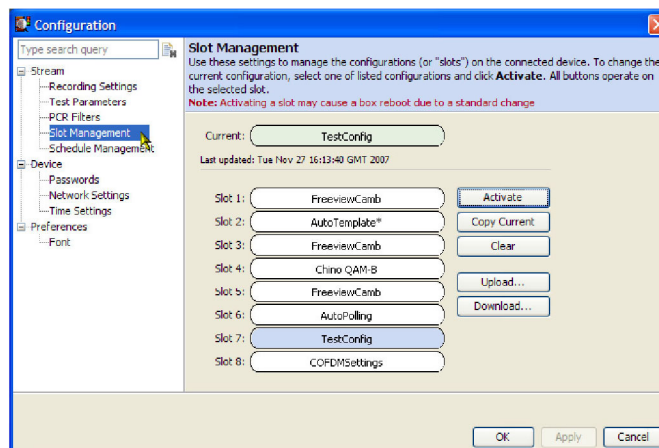 Configuration
Type search query
Stream
Recording Settings
Test Parameters
PCR Filters
Slot Management
Schedule Management
Device
Passwords
Network Settings
Time Settings
Preferences
Font
Slot Management
Use these settings to manage the configurations (or "slots") on the connected device. To change the
current configuration, select one of listed configurations and click Activate. All buttons operate on
the selected slot.
Note: Activating a slot may cause a box reboot due to a standard change
Current: TestConfig
Last updated: Tue Nov 27 16:13:40 GMT 2007
Slot 1: FreeviewCamb
Slot 2: AutoTemplate*
Slot 3: FreeviewCamb
Slot 4: Chino QAM-B
Slot 5: FreeviewCamb
Slot 6: AutoPolling
Slot 7: TestConfig
Slot 8: COFDMSettings
Activate
Copy Current
Clear
Upload...
Download...
OK
Apply
Cancel